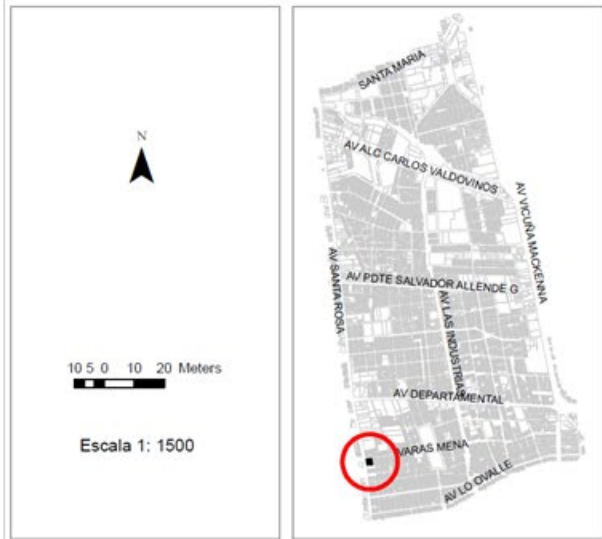 N
10 5 0 10 20 Meters
Escala 1: 1500
SANTA MARIA
AV ALC CARLOS VALDOVINOS
AV VICUÑA MACKENNA
AV SANTA ROSA
AV PDTE SALVADOR ALLENDE G
AV LAS INDUSTRIAS
AV DEPARTAMENTAL
VARAS MENA
AV LO OVALLE